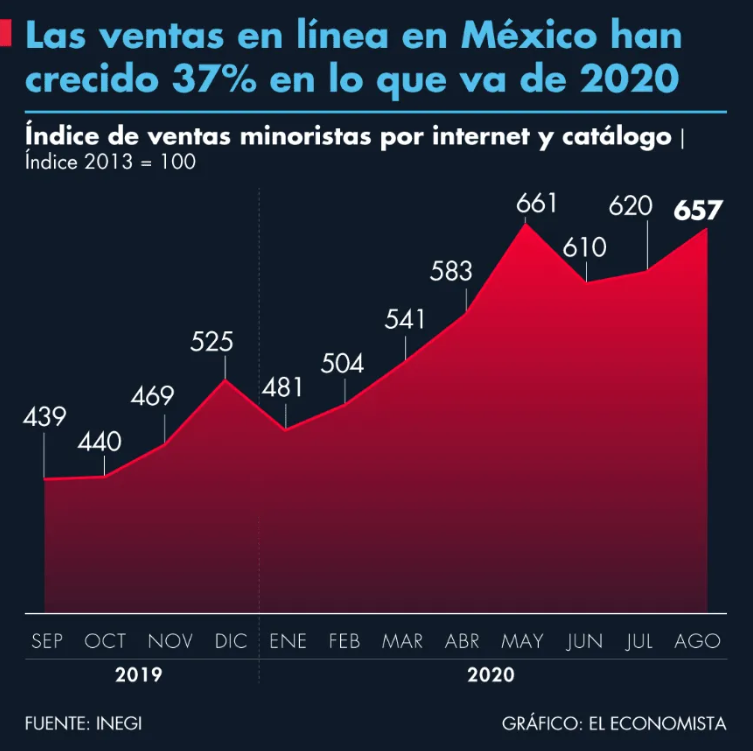 Las ventas en línea en México han
crecido 37% en lo que va de 2020
Índice de ventas minoristas por internet y catálogo |
Índice 2013 = 100
439
440
469
525
481
504
541
583
661
610
620
657
SEP OCT NOV DIC ENE FEB MAR ABR MAY JUN JUL AGO
2019 2020
FUENTE: INEGI GRÁFICO: EL ECONOMISTA